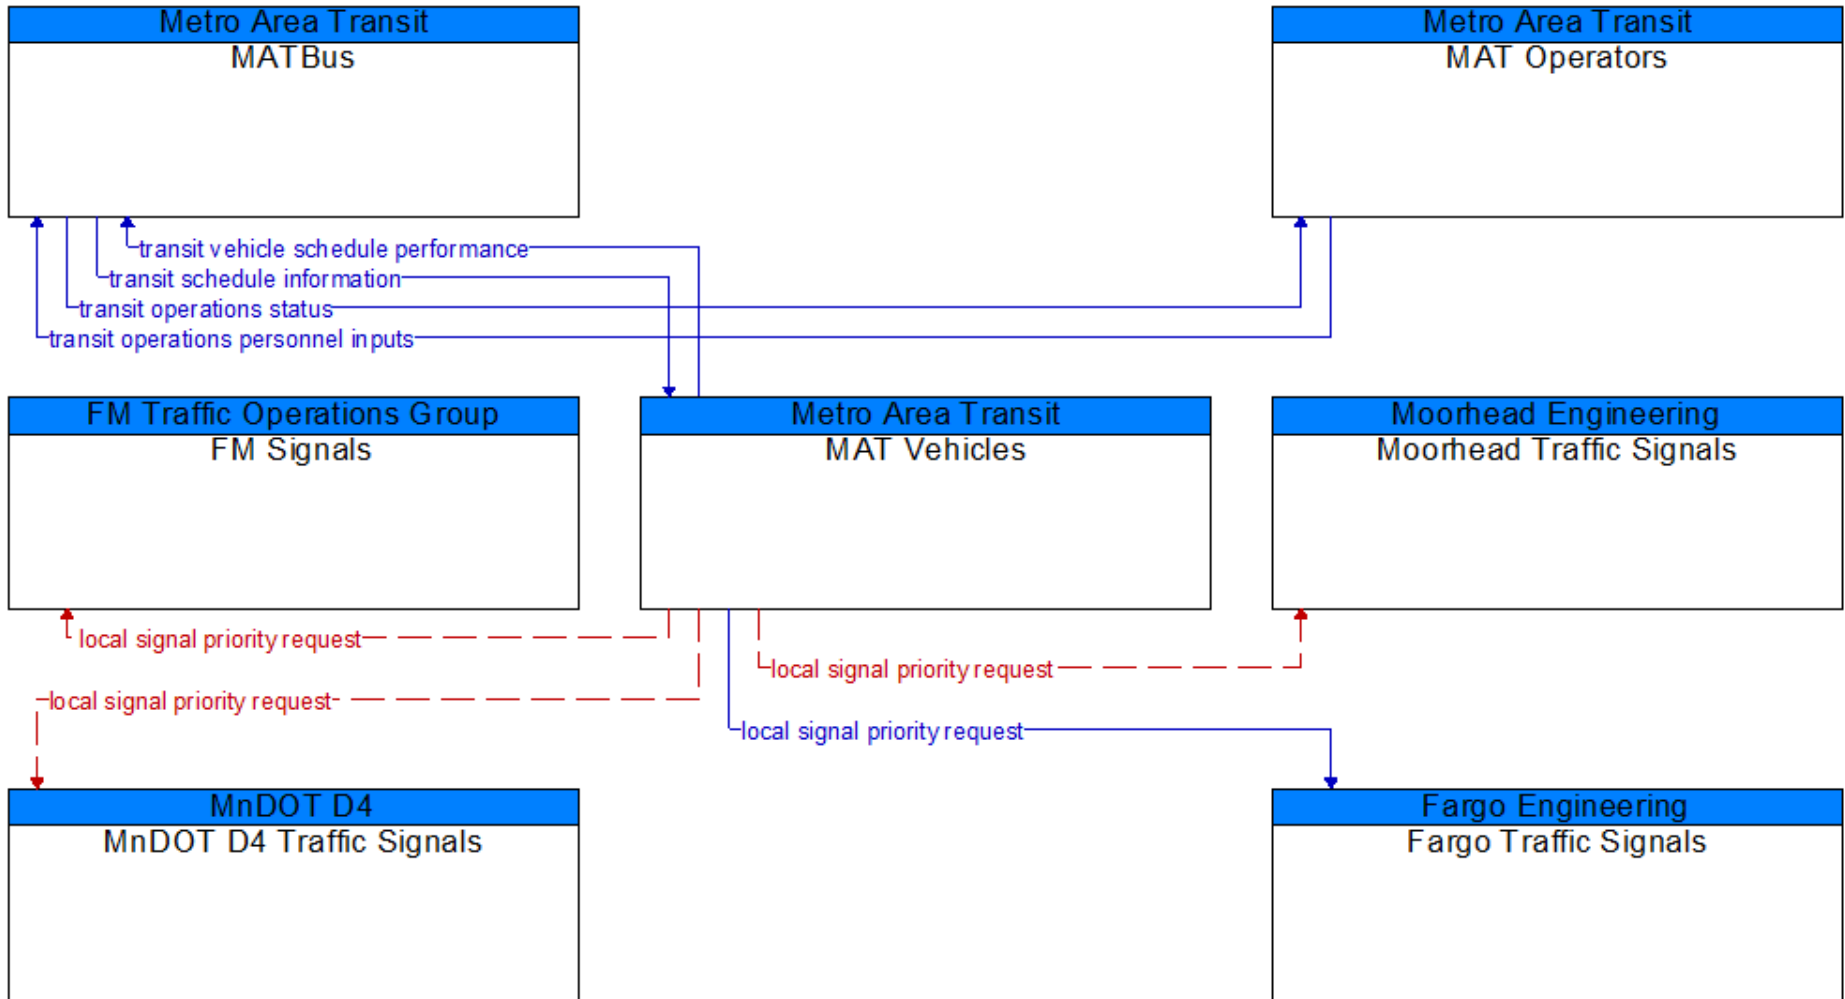 Metro Area Transit
MATBus
Metro Area Transit
MAT Operators
transit vehicle schedule performance
transit schedule information
transit operations status
transit operations personnel inputs
FM Traffic Operations Group
FM Signals
Metro Area Transit
MAT Vehicles
Moorhead Engineering
Moorhead Traffic Signals
local signal priority request
local signal priority request
local signal priority request
local signal priority request
MnDOT D4
MnDOT D4 Traffic Signals
Fargo Engineering
Fargo Traffic Signals